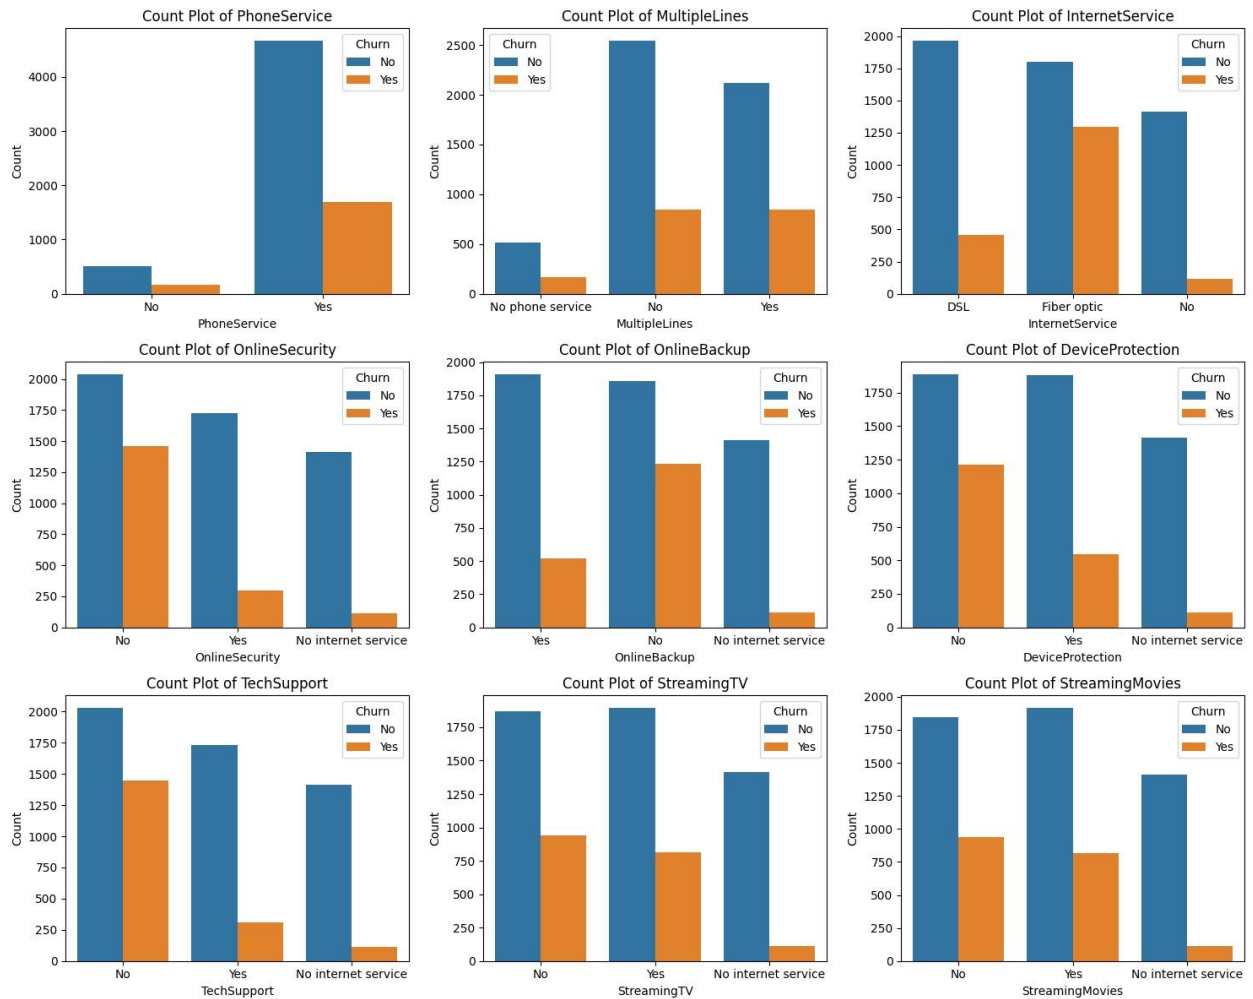 Count Plot of PhoneService
Churn
No
Yes
4000
3000
2000
1000
0
Count
No Yes
PhoneService
Count Plot of MultipleLines
Churn
No
Yes
2500
2000
1500
1000
500
0
Count
No phone service No Yes
MultipleLines
Count Plot of InternetService
Churn
No
Yes
2000
1750
1500
1250
1000
750
500
250
0
Count
DSL Fiber optic No
InternetService
Count Plot of OnlineSecurity
Churn
No
Yes
2000
1750
1500
1250
1000
750
500
250
0
Count
No Yes No internet service
OnlineSecurity
Count Plot of OnlineBackup
Churn
No
Yes
2000
1750
1500
1250
1000
750
500
250
0
Count
Yes No No internet service
OnlineBackup
Count Plot of DeviceProtection
Churn
No
Yes
1750
1500
1250
1000
750
500
250
0
Count
No Yes No internet service
DeviceProtection
Count Plot of TechSupport
Churn
No
Yes
2000
1750
1500
1250
1000
750
500
250
0
Count
No Yes No internet service
TechSupport
Count Plot of StreamingTV
Churn
No
Yes
1750
1500
1250
1000
750
500
250
0
Count
No Yes No internet service
StreamingTV
Count Plot of StreamingMovies
Churn
No
Yes
2000
1750
1500
1250
1000
750
500
250
0
Count
No Yes No internet service
StreamingMovies